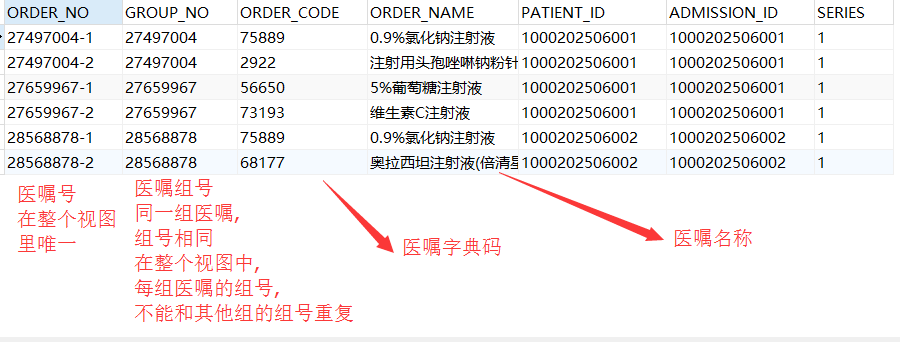 ORDER_NO GROUP_NO ORDER_CODE ORDER_NAME PATIENT_ID ADMISSION_ID SERIES
27497004-1 27497004 75889 0.9%氯化钠注射液 1000202506001 1000202506001 1
27497004-2 27497004 2922 注射用头孢唑啉钠粉针 1000202506001 1000202506001 1
27659967-1 27659967 56650 5%葡萄糖注射液 1000202506001 1000202506001 1
27659967-2 27659967 73193 维生素C注射液 1000202506001 1000202506001 1
28568878-1 28568878 75889 0.9%氯化钠注射液 1000202506002 1000202506002 1
28568878-2 28568878 68177 奥拉西坦注射液(倍清星 1000202506002 1000202506002 1
医嘱号
在整个视图
里唯一
医嘱组号
同一组医嘱,
组号相同
在整个视图中,
每组医嘱的组号,
不能和其他组的组号重复
医嘱字典码
医嘱名称